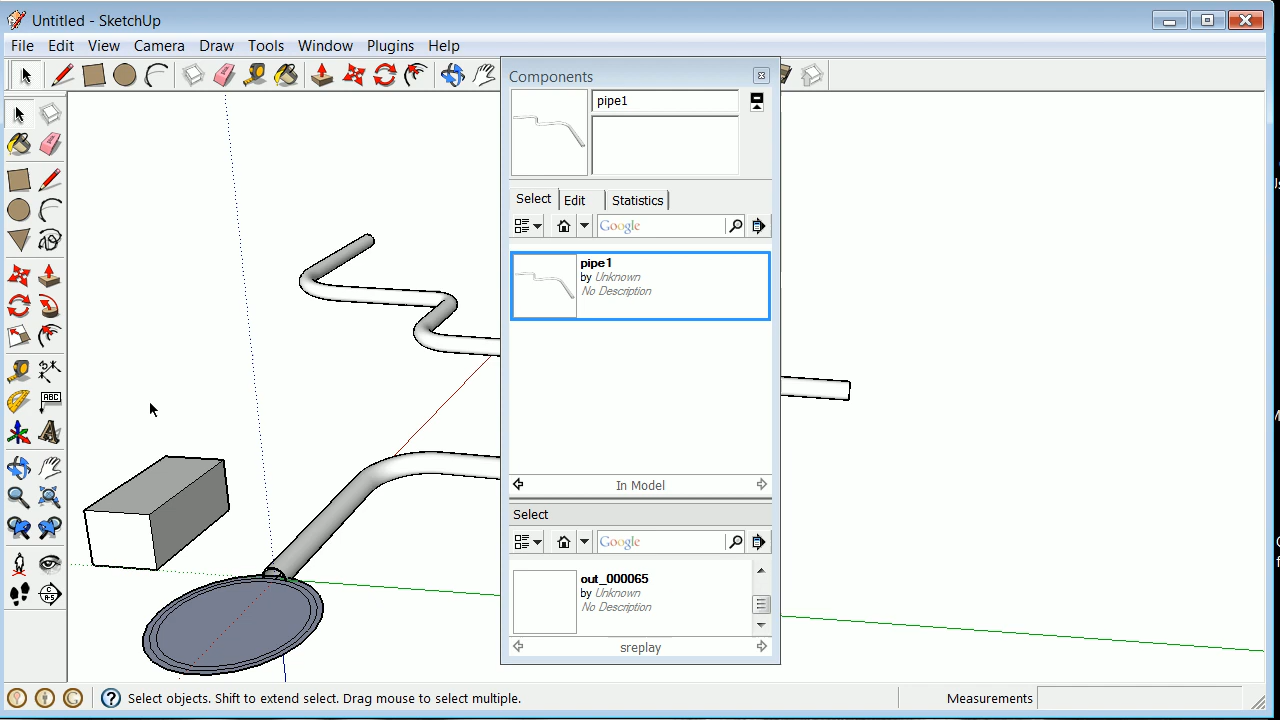 Untitled - SketchUp
File Edit View Camera Draw Tools Window Plugins Help
Components
pipe1
Select Edit Statistics
Google
pipe1
by Unknown
No Description
In Model
Select
Google
out_000065
by Unknown
No Description
sreplay
ABC
A
Select objects. Shift to extend select. Drag mouse to select multiple.
Measurements